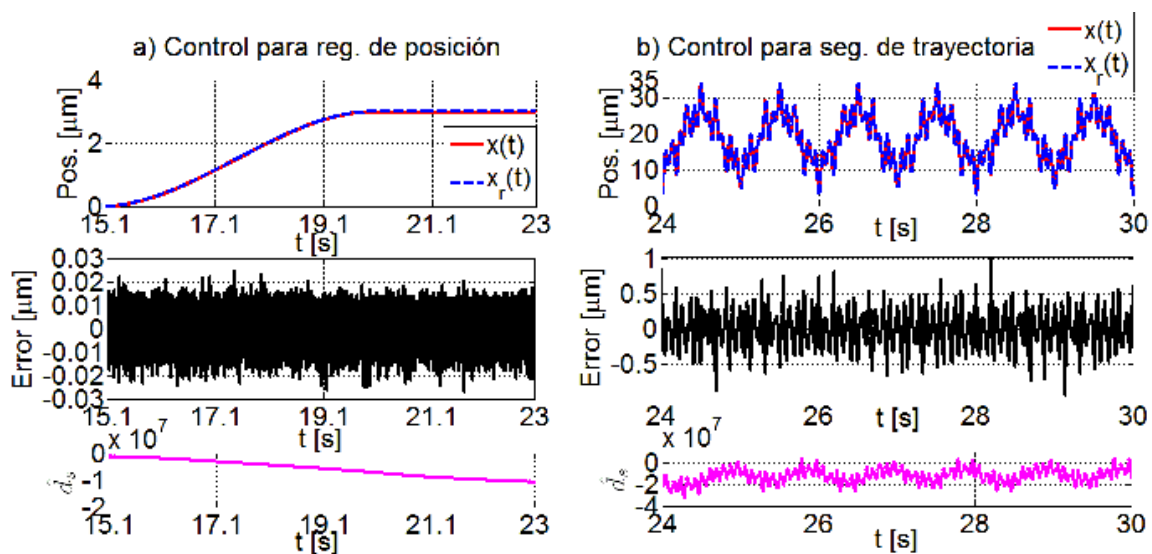 a) Control para reg. de posición
4
2
0
Pos. [μm]
x(t)
x_r(t)
15.1 17.1 19.1 21.1 23
t [s]
0.03
0.02
0.01
0
-0.01
-0.02
-0.03
Error [μm]
15.1 17.1 19.1 21.1 23
t [s]
x 10^7
0
-1
-2
d̂_s
15.1 17.1 19.1 21.1 23
t [s]
b) Control para seg. de trayectoria
x(t)
x_r(t)
35
30
20
10
0
Pos. [μm]
24 26 28 30
t [s]
1
0.5
0
-0.5
Error [μm]
24 26 28 30
t [s]
x 10^7
0
-2
-4
d̂_s
24 26 28 30
t [s]